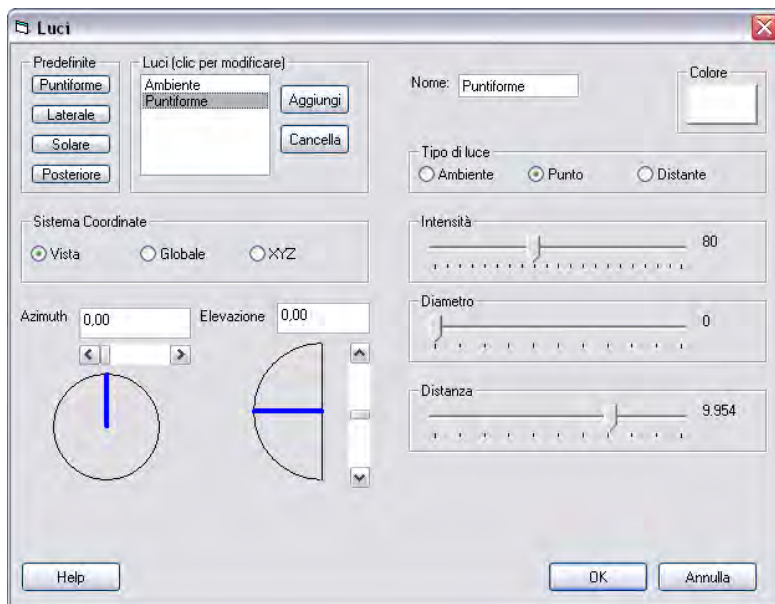 Luci
Predefinite
Puntiforme
Laterale
Solare
Posteriore
Luci (clic per modificare)
Ambiente
Puntiforme
Aggiungi
Cancella
Nome: Puntiforme
Colore
Tipo di luce
Ambiente Punto Distante
Sistema Coordinate
Vista Globale XYZ
Intensità
80
Azimuth 0,00
Elevazione 0,00
Diametro
0
Distanza
9.954
Help
OK
Annulla